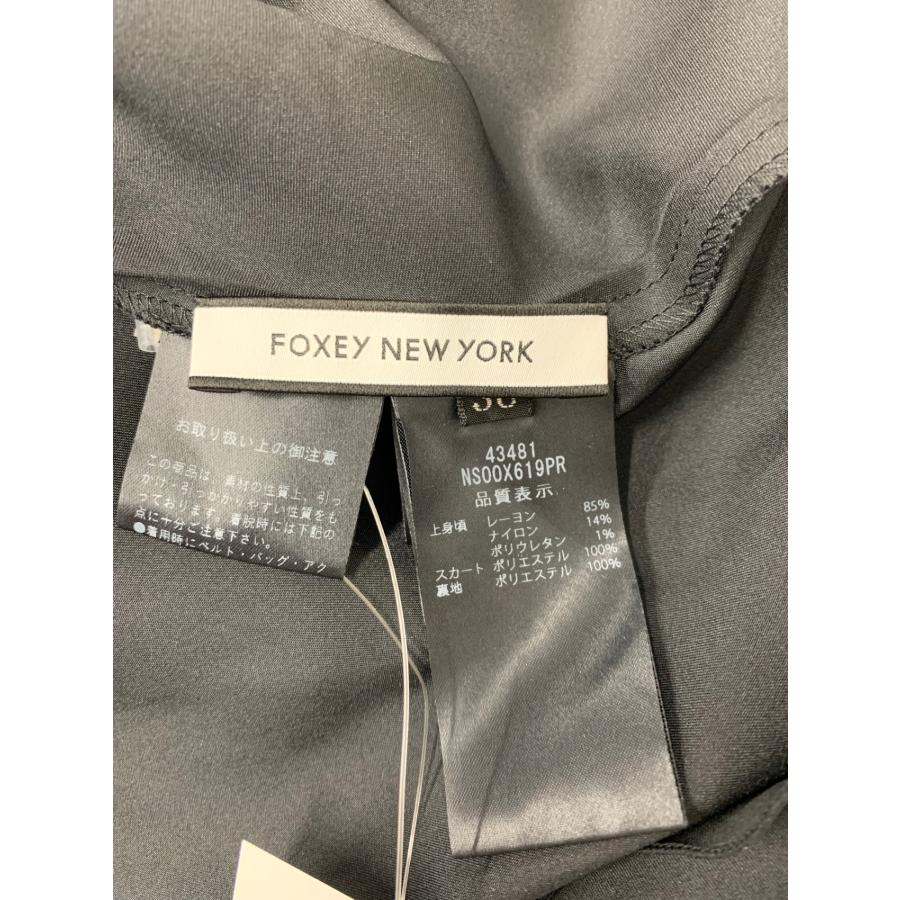 FOXEY NEW YORK
お取り扱い上の御注意
この商品は、素材の性質上、引っ
かけ・引っかかりやすい性質をも
っております。着脱時には下記の
点に十分ご注意下さい。
●着用時にベルト・バッグ・アク
43481
NS00X619PR
品質表示
上身頃 レーヨン 85%
ナイロン 14%
ポリウレタン 1%
スカート ポリエステル 100%
裏地 ポリエステル 100%